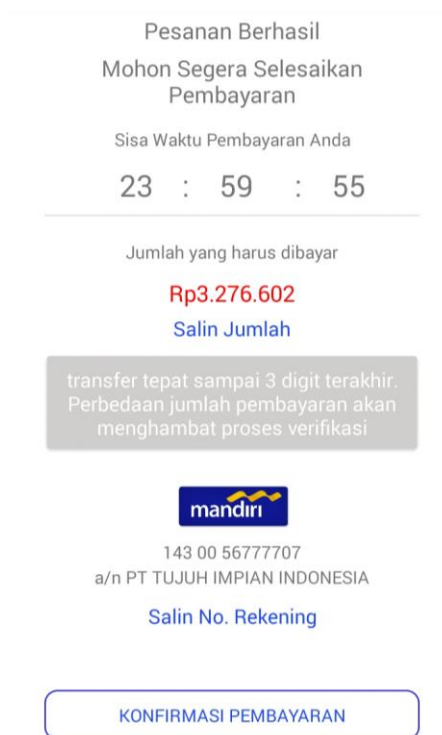 Pesanan Berhasil
Mohon Segera Selesaikan
Pembayaran
Sisa Waktu Pembayaran Anda
23 : 59 : 55
Jumlah yang harus dibayar
Rp3.276.602
Salin Jumlah
transfer tepat sampai 3 digit terakhir.
Perbedaan jumlah pembayaran akan
menghambat proses verifikasi
mandiri
143 00 56777707
a/n PT TUJUH IMPIAN INDONESIA
Salin No. Rekening
KONFIRMASI PEMBAYARAN